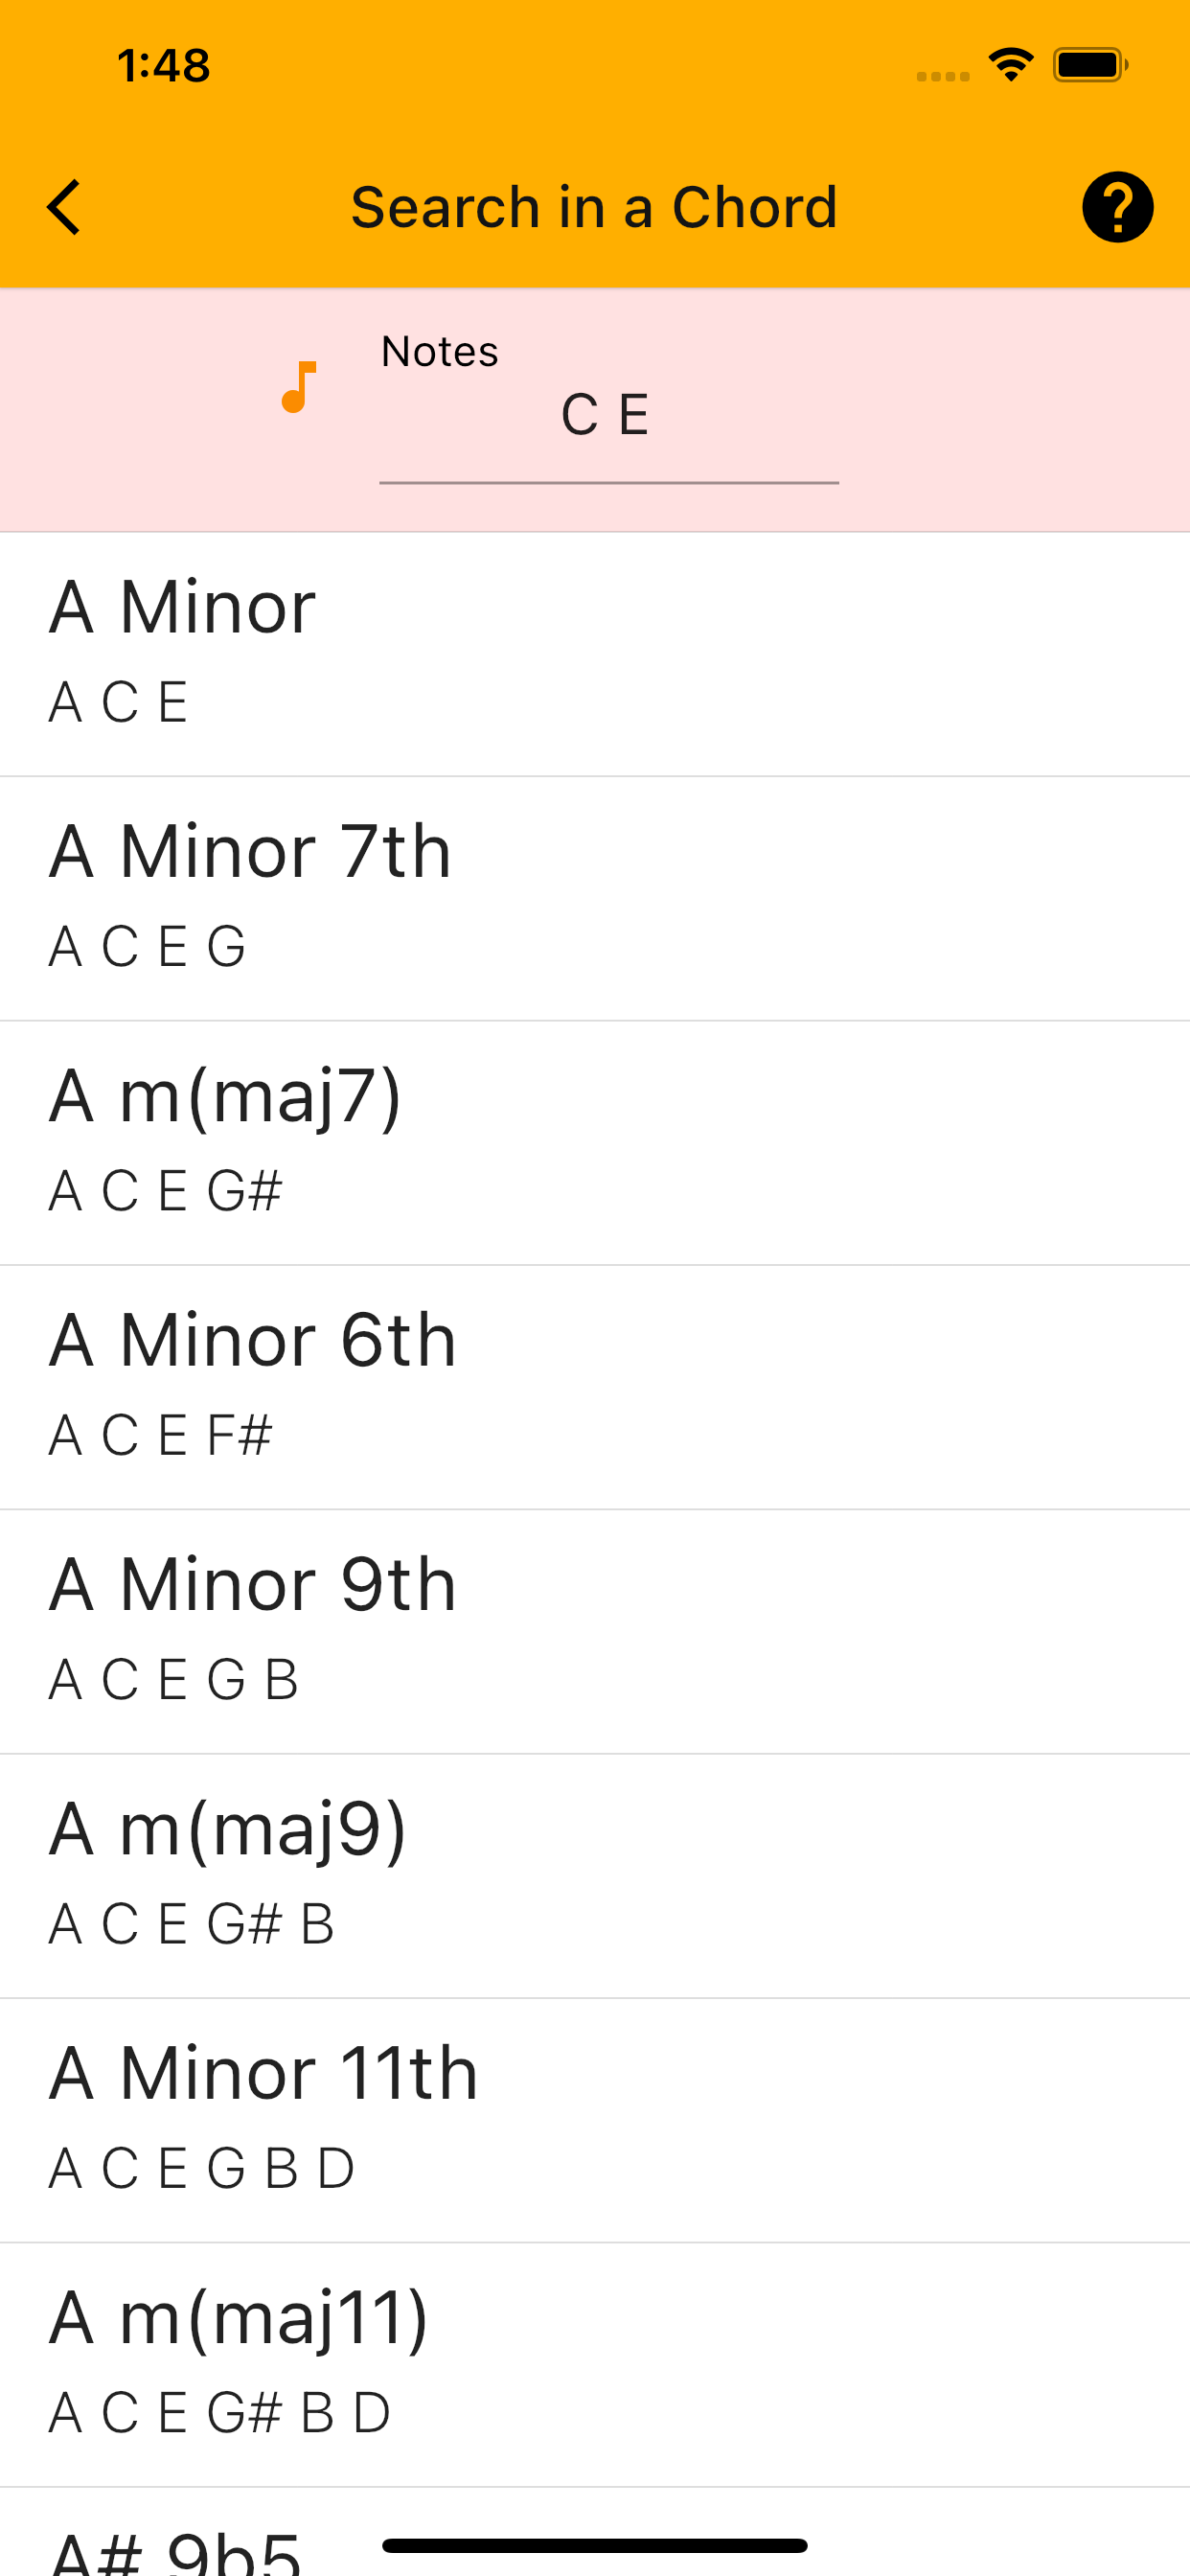 1:48
Search in a Chord
Notes
C E
A Minor
A C E
A Minor 7th
A C E G
A m(maj7)
A C E G#
A Minor 6th
A C E F#
A Minor 9th
A C E G B
A m(maj9)
A C E G# B
A Minor 11th
A C E G B D
A m(maj11)
A C E G# B D
A# 9b5